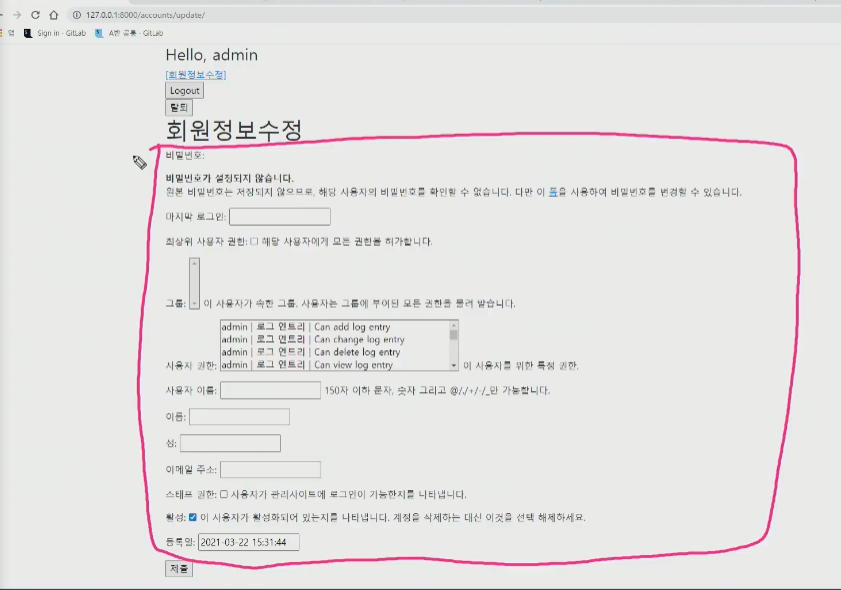 127.0.0.1:8000/accounts/update/
앱 Sign in · GitLab A반 공통 · GitLab
Hello, admin
[회원정보수정]
Logout
탈퇴
회원정보수정
비밀번호:
비밀번호가 설정되지 않습니다.
원본 비밀번호는 저장되지 않으므로, 해당 사용자의 비밀번호를 확인할 수 없습니다. 다만 이 폼을 사용하여 비밀번호를 변경할 수 있습니다.
마지막 로그인:
최상위 사용자 권한: 해당 사용자에게 모든 권한을 허가합니다.
그룹: 이 사용자가 속한 그룹. 사용자는 그룹에 부여된 모든 권한을 물려 받습니다.
admin | 로그 엔트리 | Can add log entry
admin | 로그 엔트리 | Can change log entry
admin | 로그 엔트리 | Can delete log entry
사용자 권한: admin | 로그 엔트리 | Can view log entry 이 사용자를 위한 특정 권한.
사용자 이름: 150자 이하 문자, 숫자 그리고 @/./+/-/_만 가능합니다.
이름:
성:
이메일 주소:
스태프 권한: 사용자가 관리사이트에 로그인이 가능한지를 나타냅니다.
활성: 이 사용자가 활성화되어 있는지를 나타냅니다. 계정을 삭제하는 대신 이것을 선택 해제하세요.
등록일: 2021-03-22 15:31:44
제출